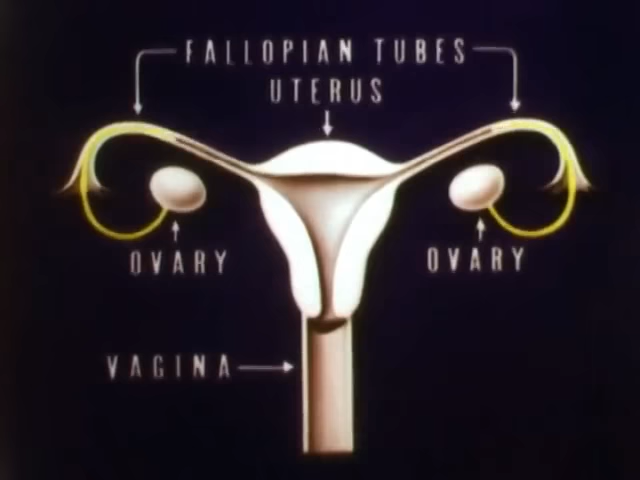 FALLOPIAN TUBES
UTERUS
OVARY
OVARY
VAGINA